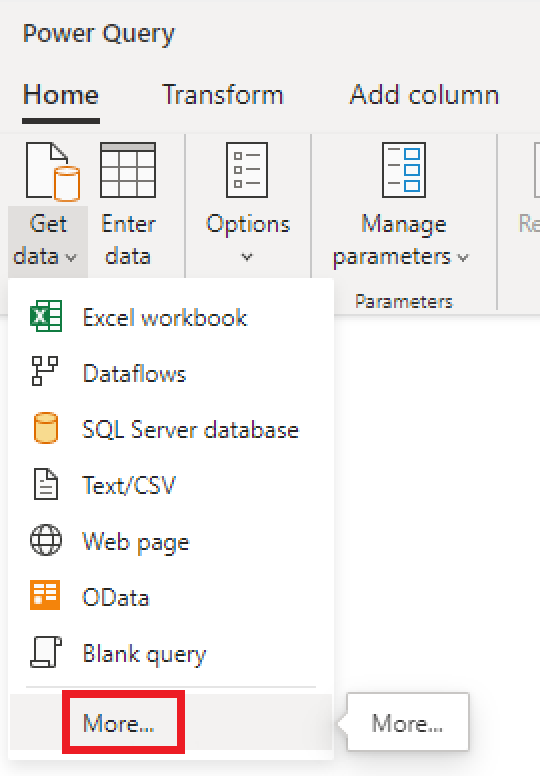 Power Query
Home Transform Add column
Get data
Enter data
Options
Manage parameters
Re
Parameters
Excel workbook
Dataflows
SQL Server database
Text/CSV
Web page
OData
Blank query
More...
More...